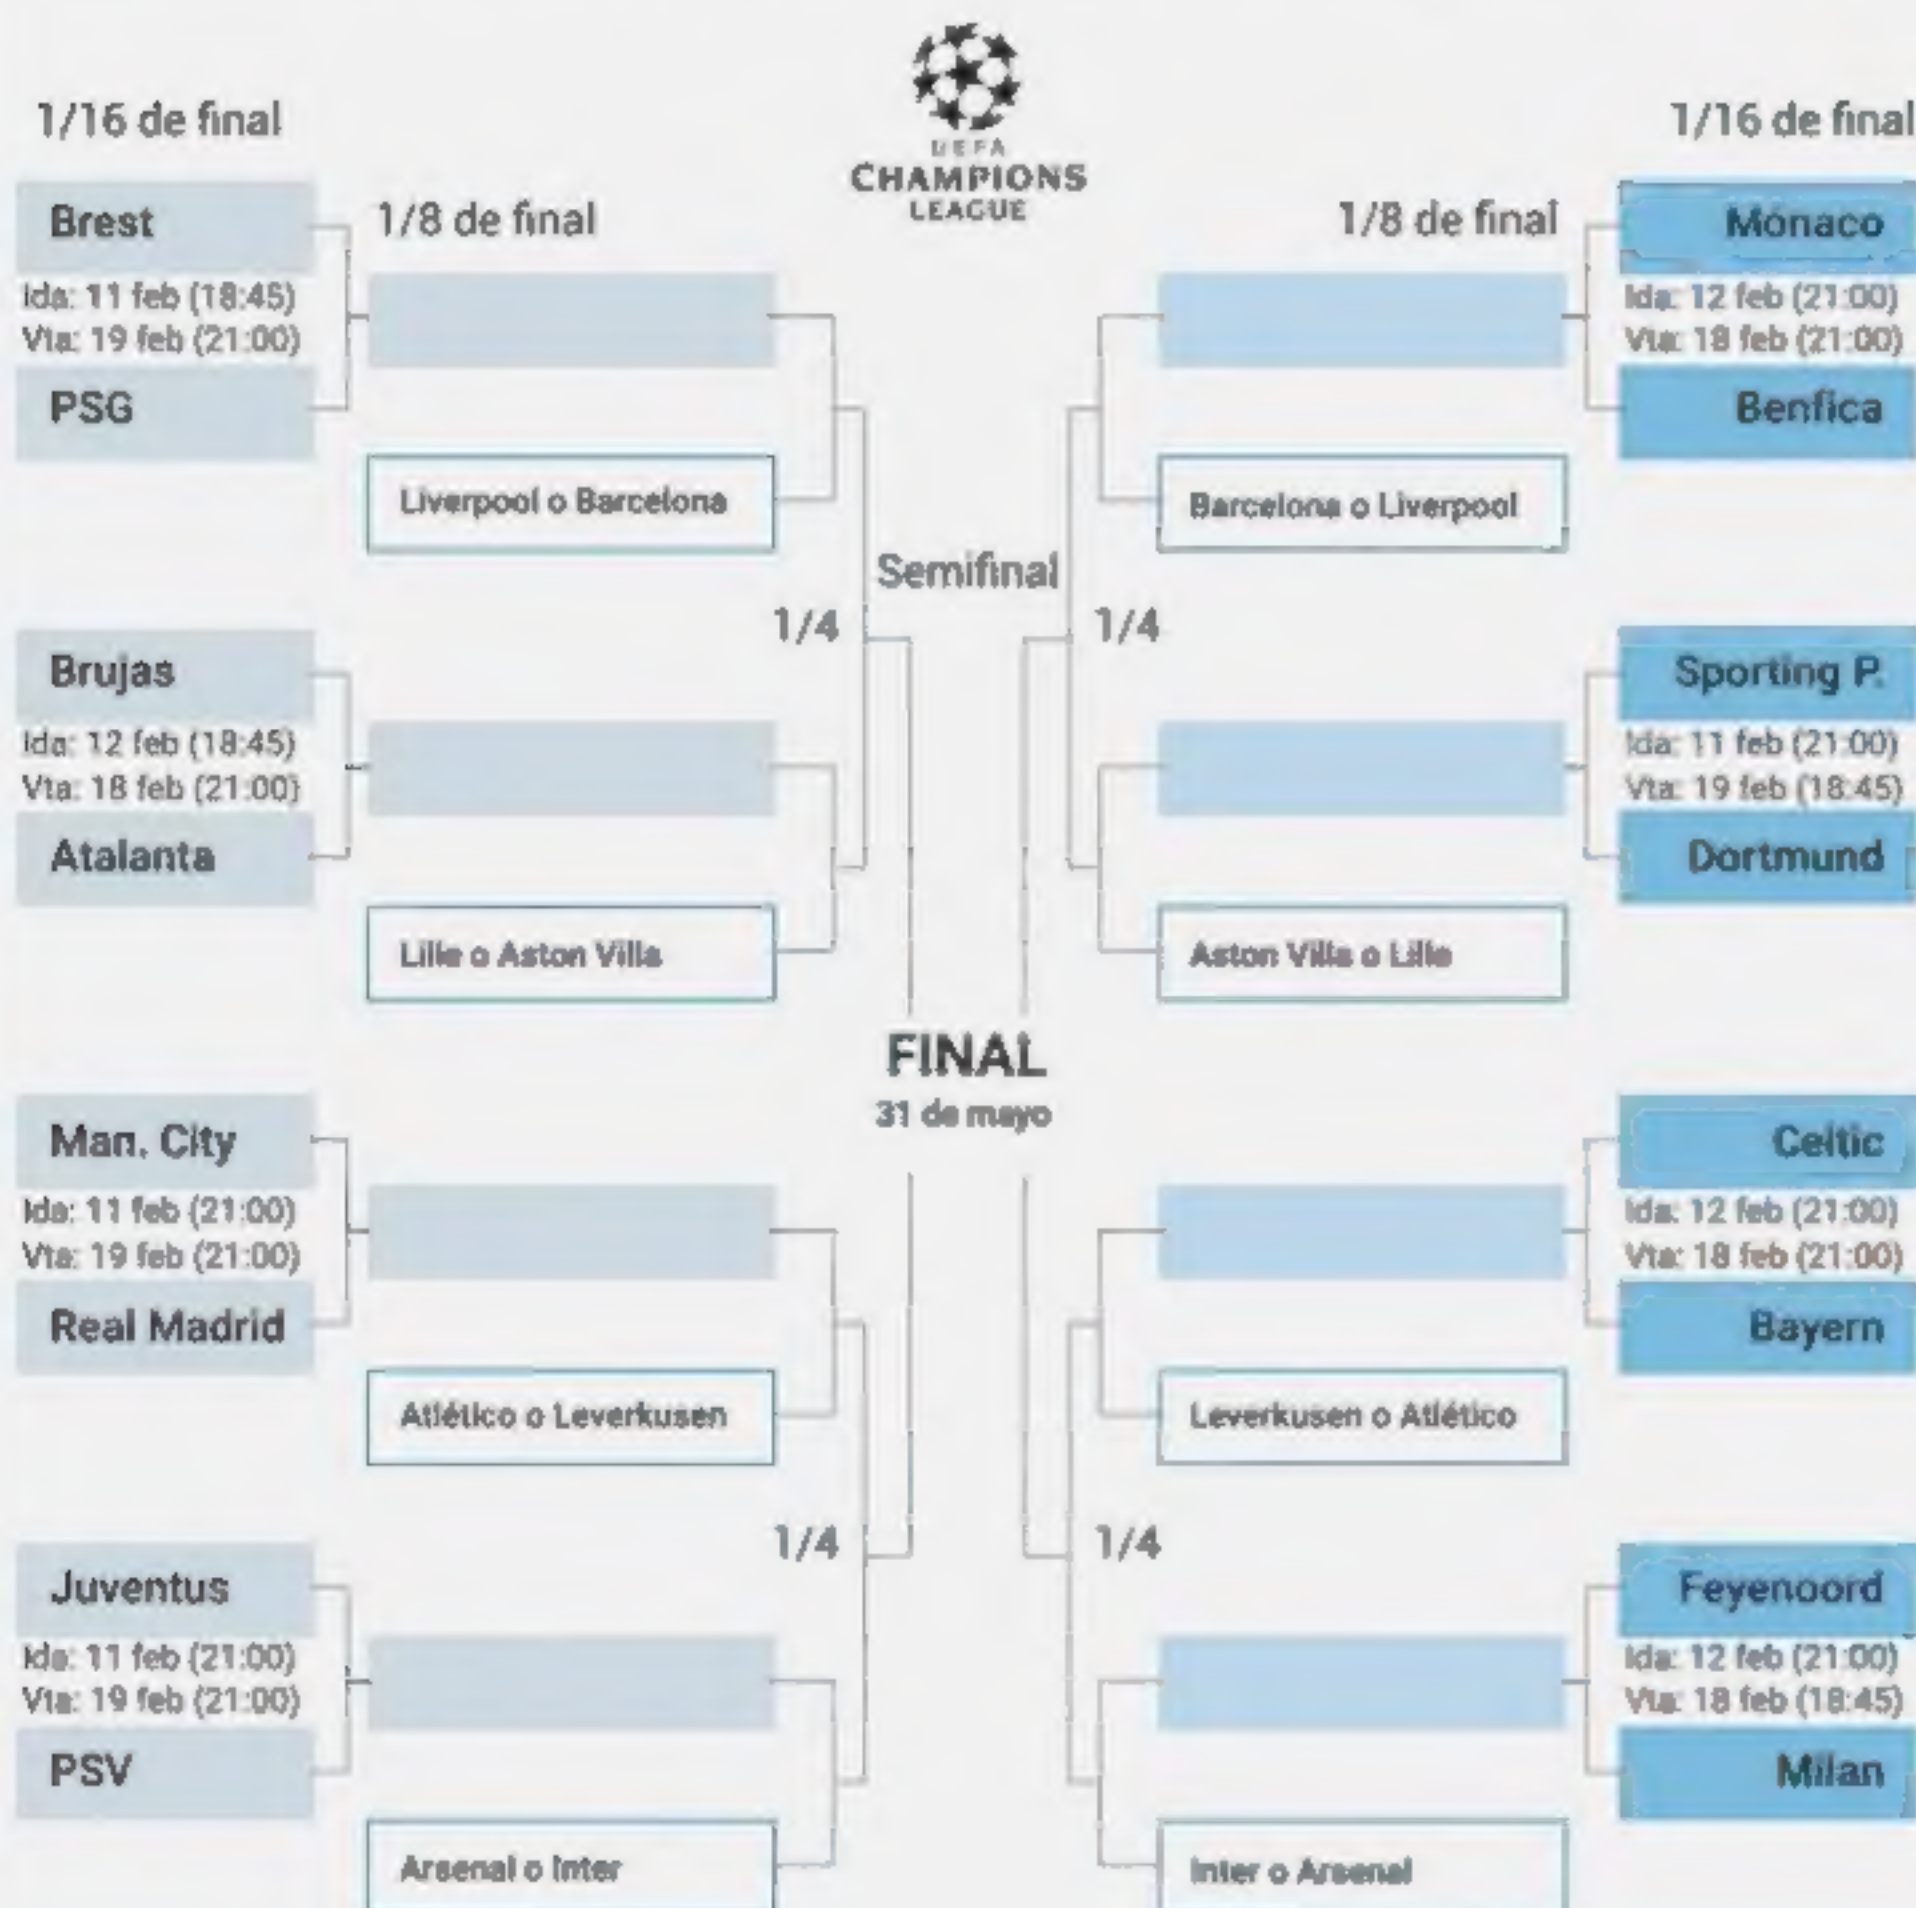 UEFA
CHAMPIONS
LEAGUE
1/16 de final
1/8 de final
Brest
Ida: 11 feb (18:45)
Vta: 19 feb (21:00)
PSG
Liverpool o Barcelona
Brujas
Ida: 12 feb (18:45)
Vta: 18 feb (21:00)
Atalanta
Lille o Aston Villa
1/4
Man. City
Ida: 11 feb (21:00)
Vta: 19 feb (21:00)
Real Madrid
Atlético o Leverkusen
Juventus
Ida: 11 feb (21:00)
Vta: 19 feb (21:00)
PSV
Arsenal o Inter
1/4
Semifinal
FINAL
31 de mayo
1/8 de final
1/16 de final
Mónaco
Ida: 12 feb (21:00)
Vta: 18 feb (21:00)
Benfica
Barcelona o Liverpool
1/4
Sporting P.
Ida: 11 feb (21:00)
Vta: 19 feb (18:45)
Dortmund
Aston Villa o Lille
Celtic
Ida: 12 feb (21:00)
Vta: 18 feb (21:00)
Bayern
Leverkusen o Atlético
1/4
Feyenoord
Ida: 12 feb (21:00)
Vta: 18 feb (18:45)
Milan
Inter o Arsenal